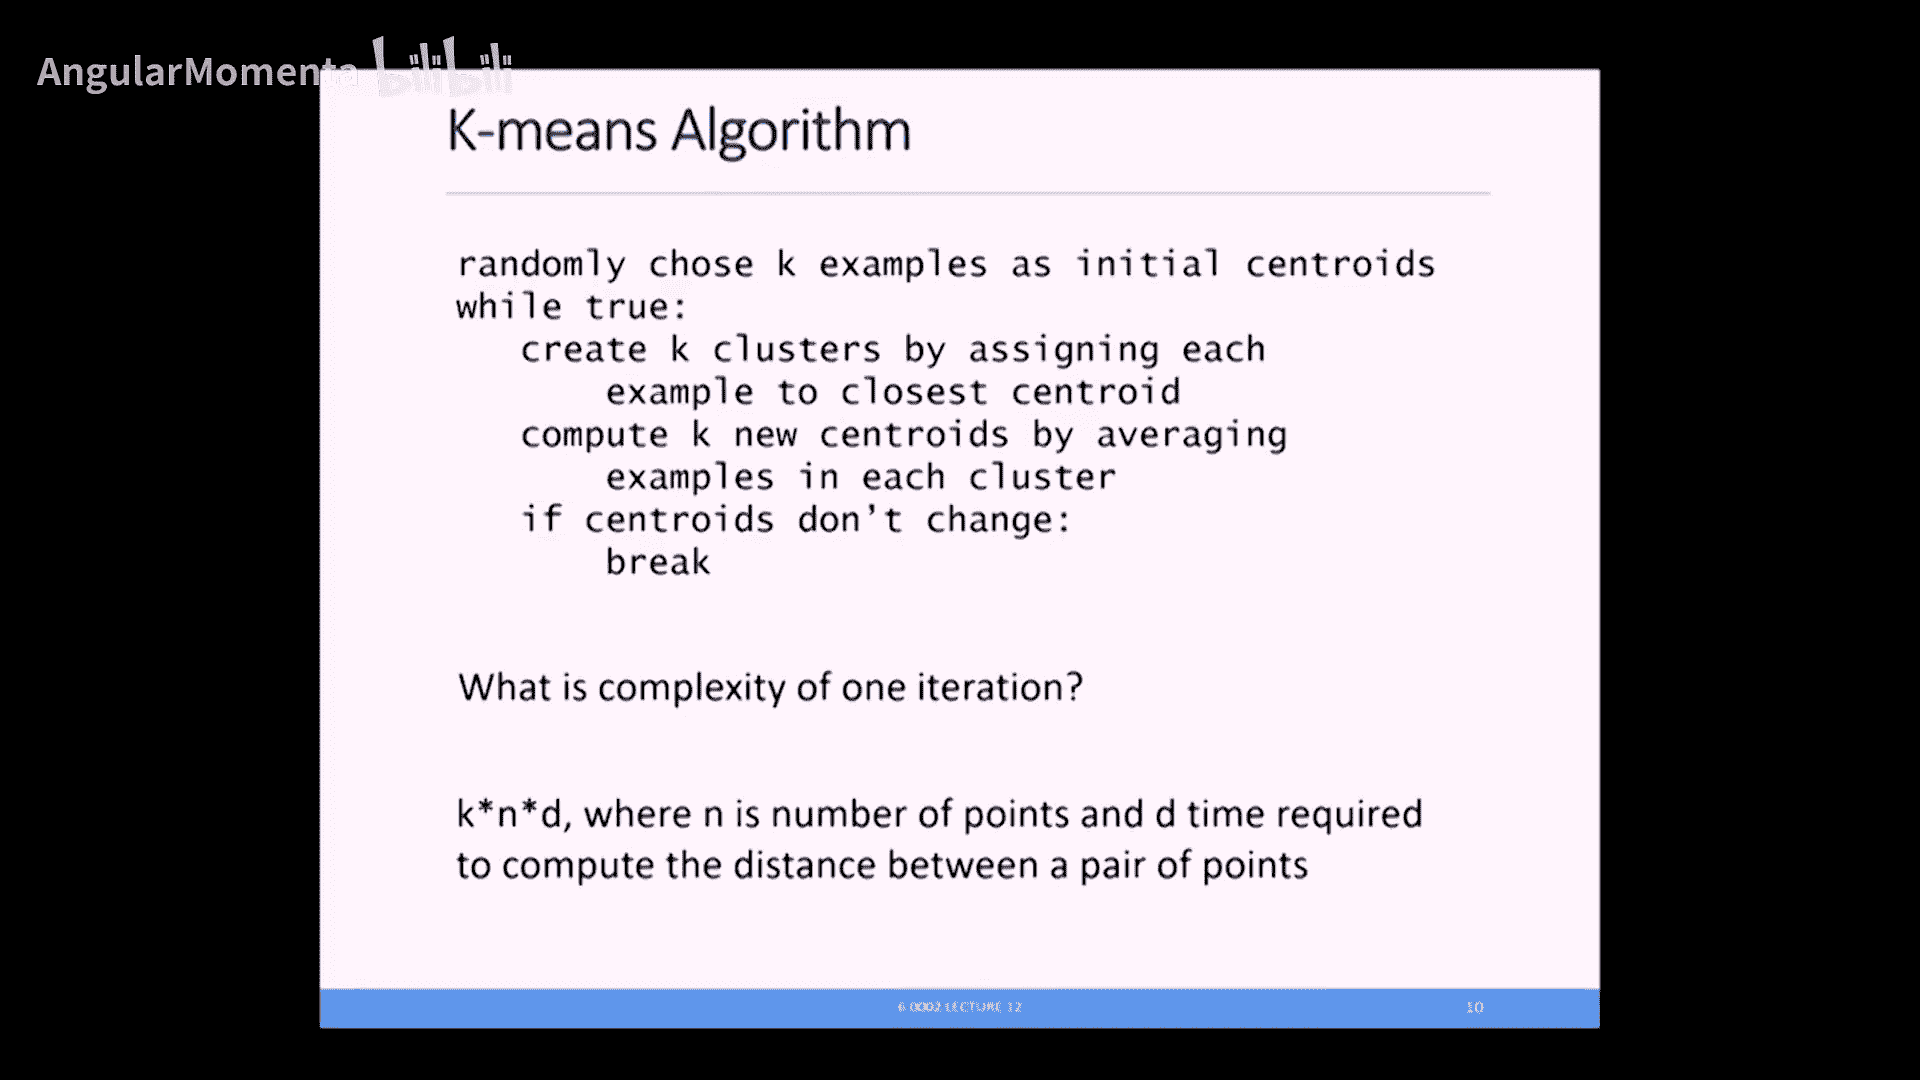 AngularMomenta bilibili
K-means Algorithm
randomly chose k examples as initial centroids
while true:
create k clusters by assigning each
example to closest centroid
compute k new centroids by averaging
examples in each cluster
if centroids don’t change:
break
What is complexity of one iteration?
k*n*d, where n is number of points and d time required
to compute the distance between a pair of points
6.0002 LECTURE 12
10